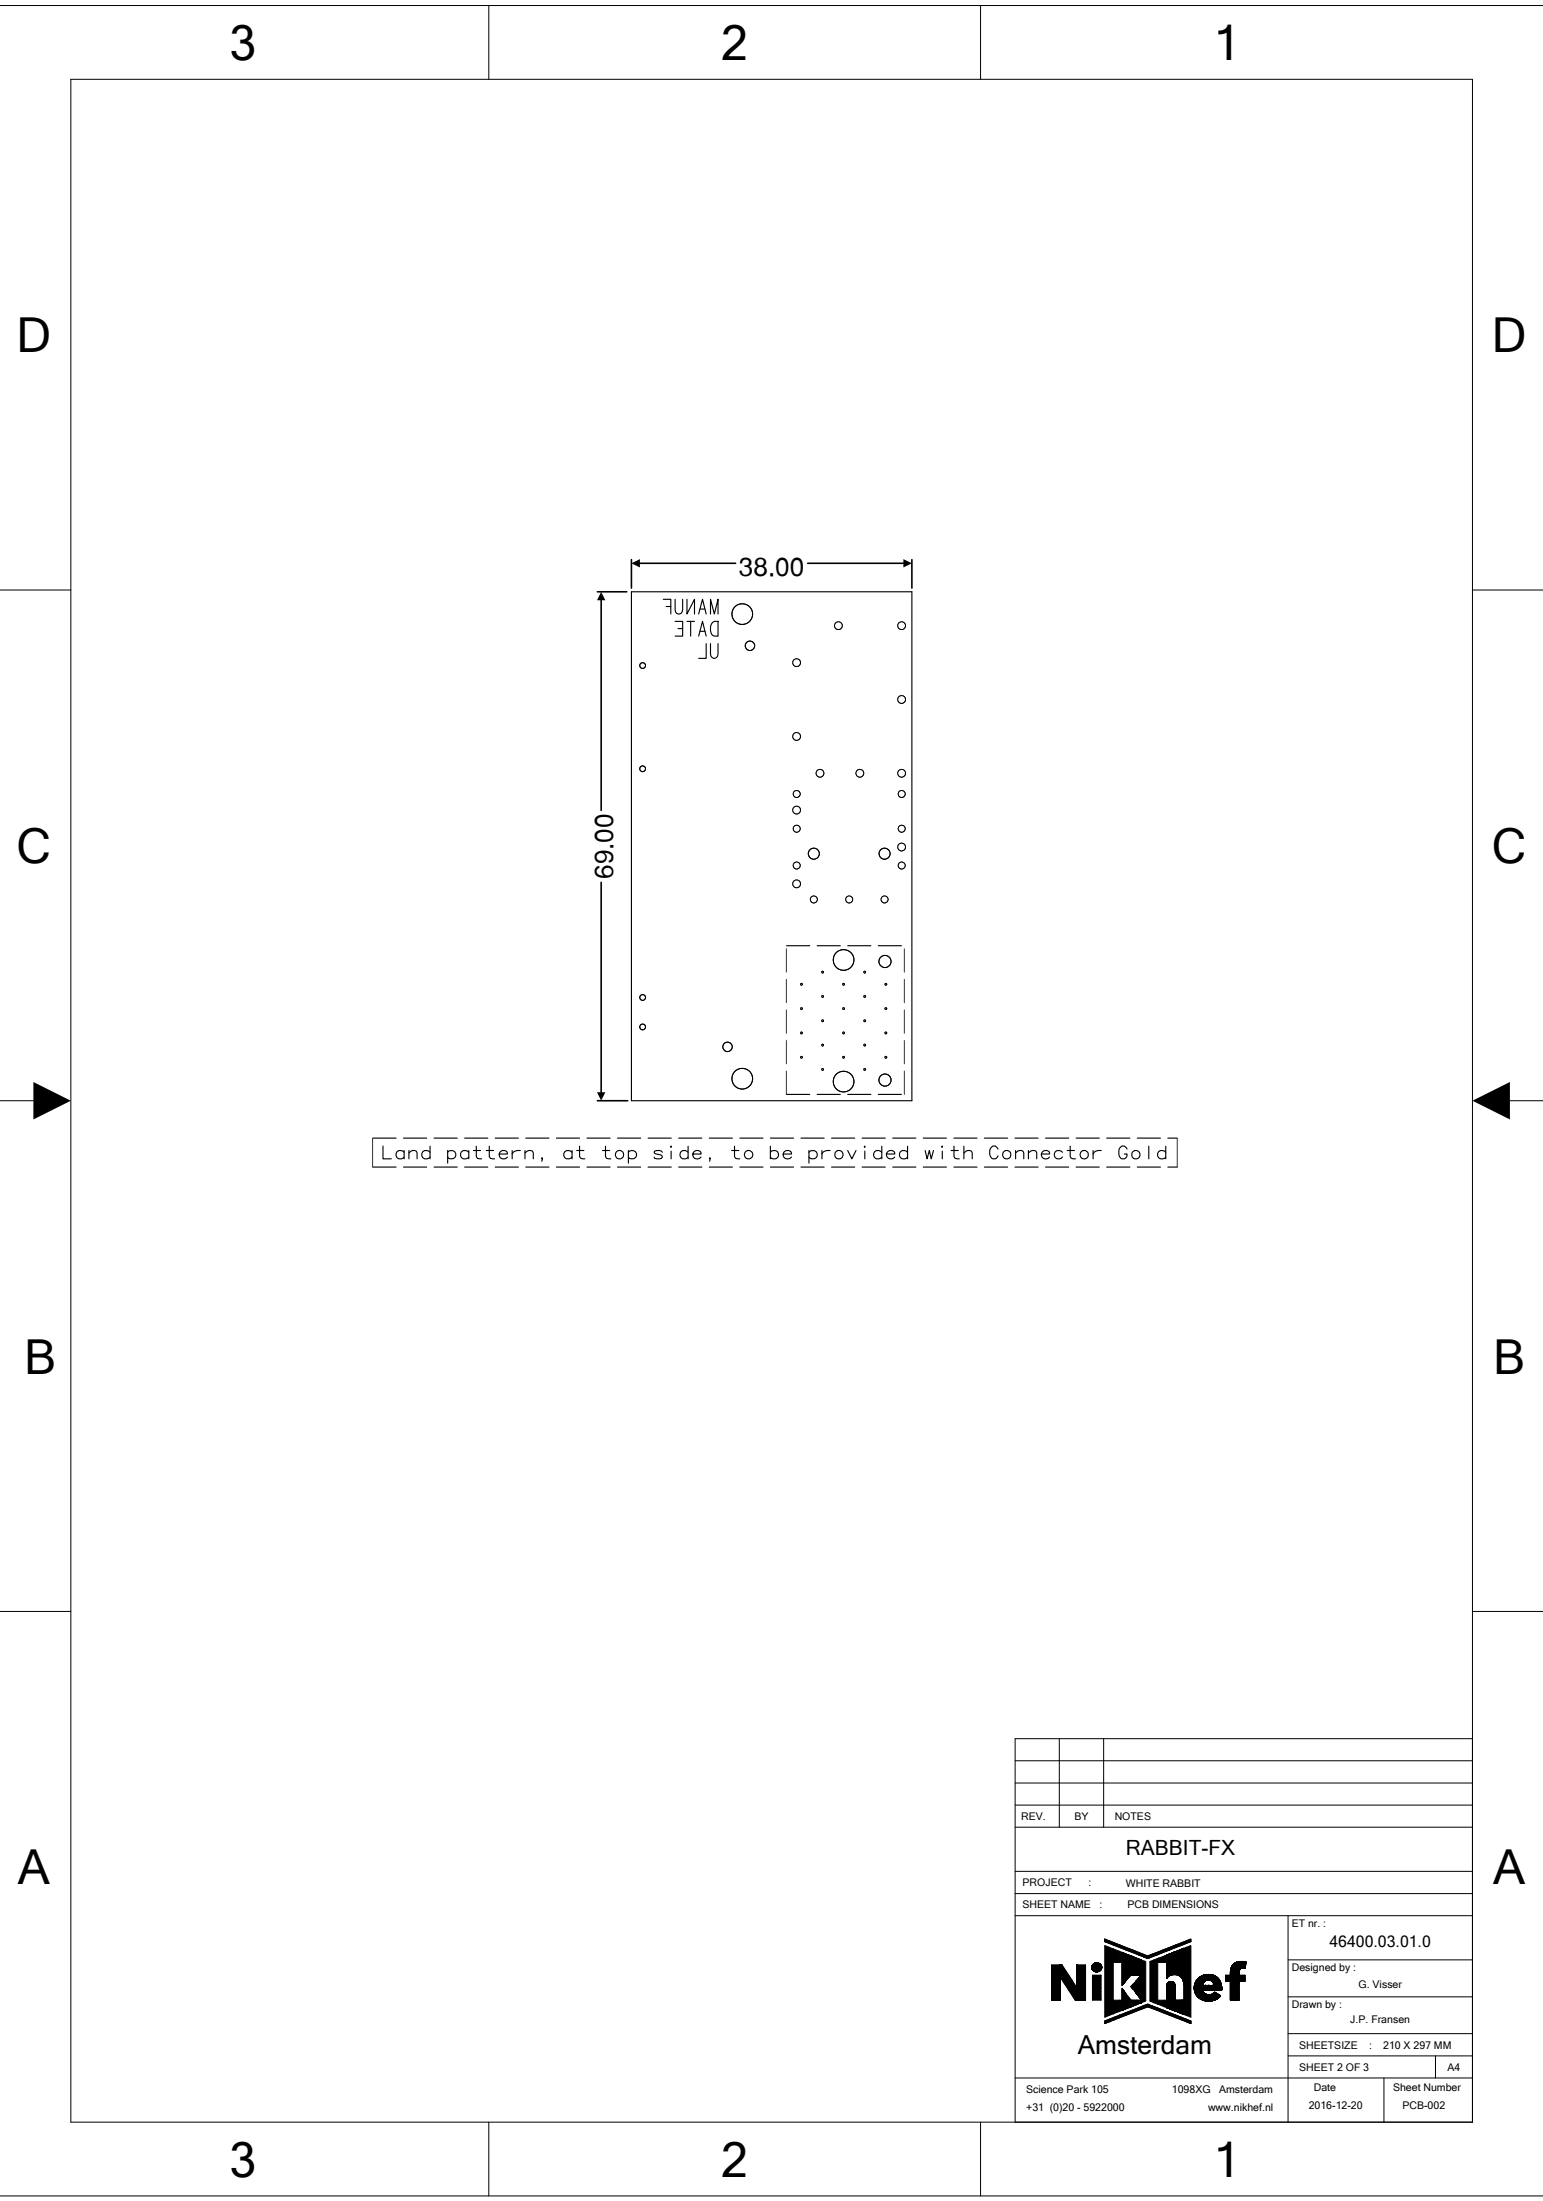 3 2 1
D D
38.00
MANUF
DATE
UL
69.00
C C
Land pattern, at top side, to be provided with Connector Gold
B B
REV. BY NOTES
RABBIT-FX
A A
PROJECT : WHITE RABBIT
SHEET NAME : PCB DIMENSIONS
ET nr. :
46400.03.01.0
Nikhef
Amsterdam
Designed by :
G. Visser
Drawn by :
J.P. Fransen
SHEETSIZE : 210 X 297 MM
SHEET 2 OF 3 A4
Science Park 105 1098XG Amsterdam
+31 (0)20 - 5922000 www.nikhef.nl
Date
2016-12-20
Sheet Number
PCB-002
3 2 1